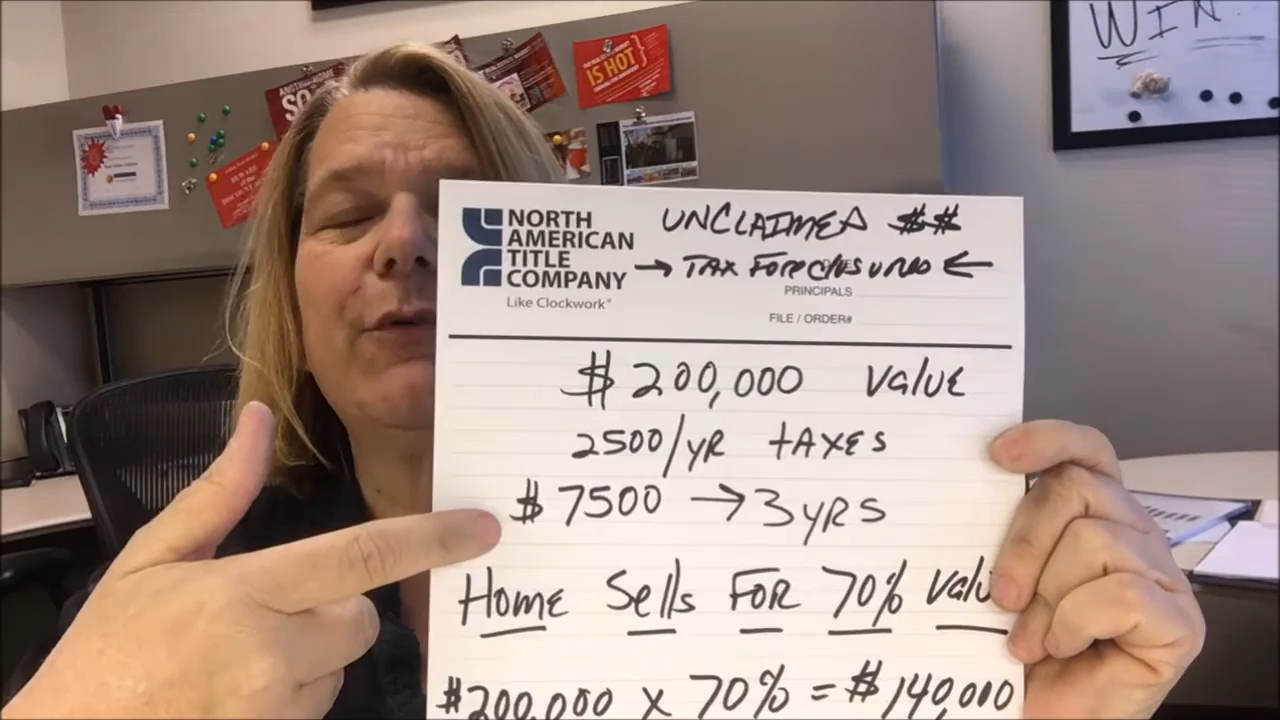 WIN
IS HOT
NORTH
AMERICAN
TITLE
COMPANY
Like Clockwork®
UNCLAIMED $$
→ TAX FORECLOSURES ←
PRINCIPALS
FILE / ORDER#
$ 200,000 value
2500/YR TAXES
$ 7500 → 3 YRS
Home Sells FOR 70% Valu
$200,000 x 70% = $140,000